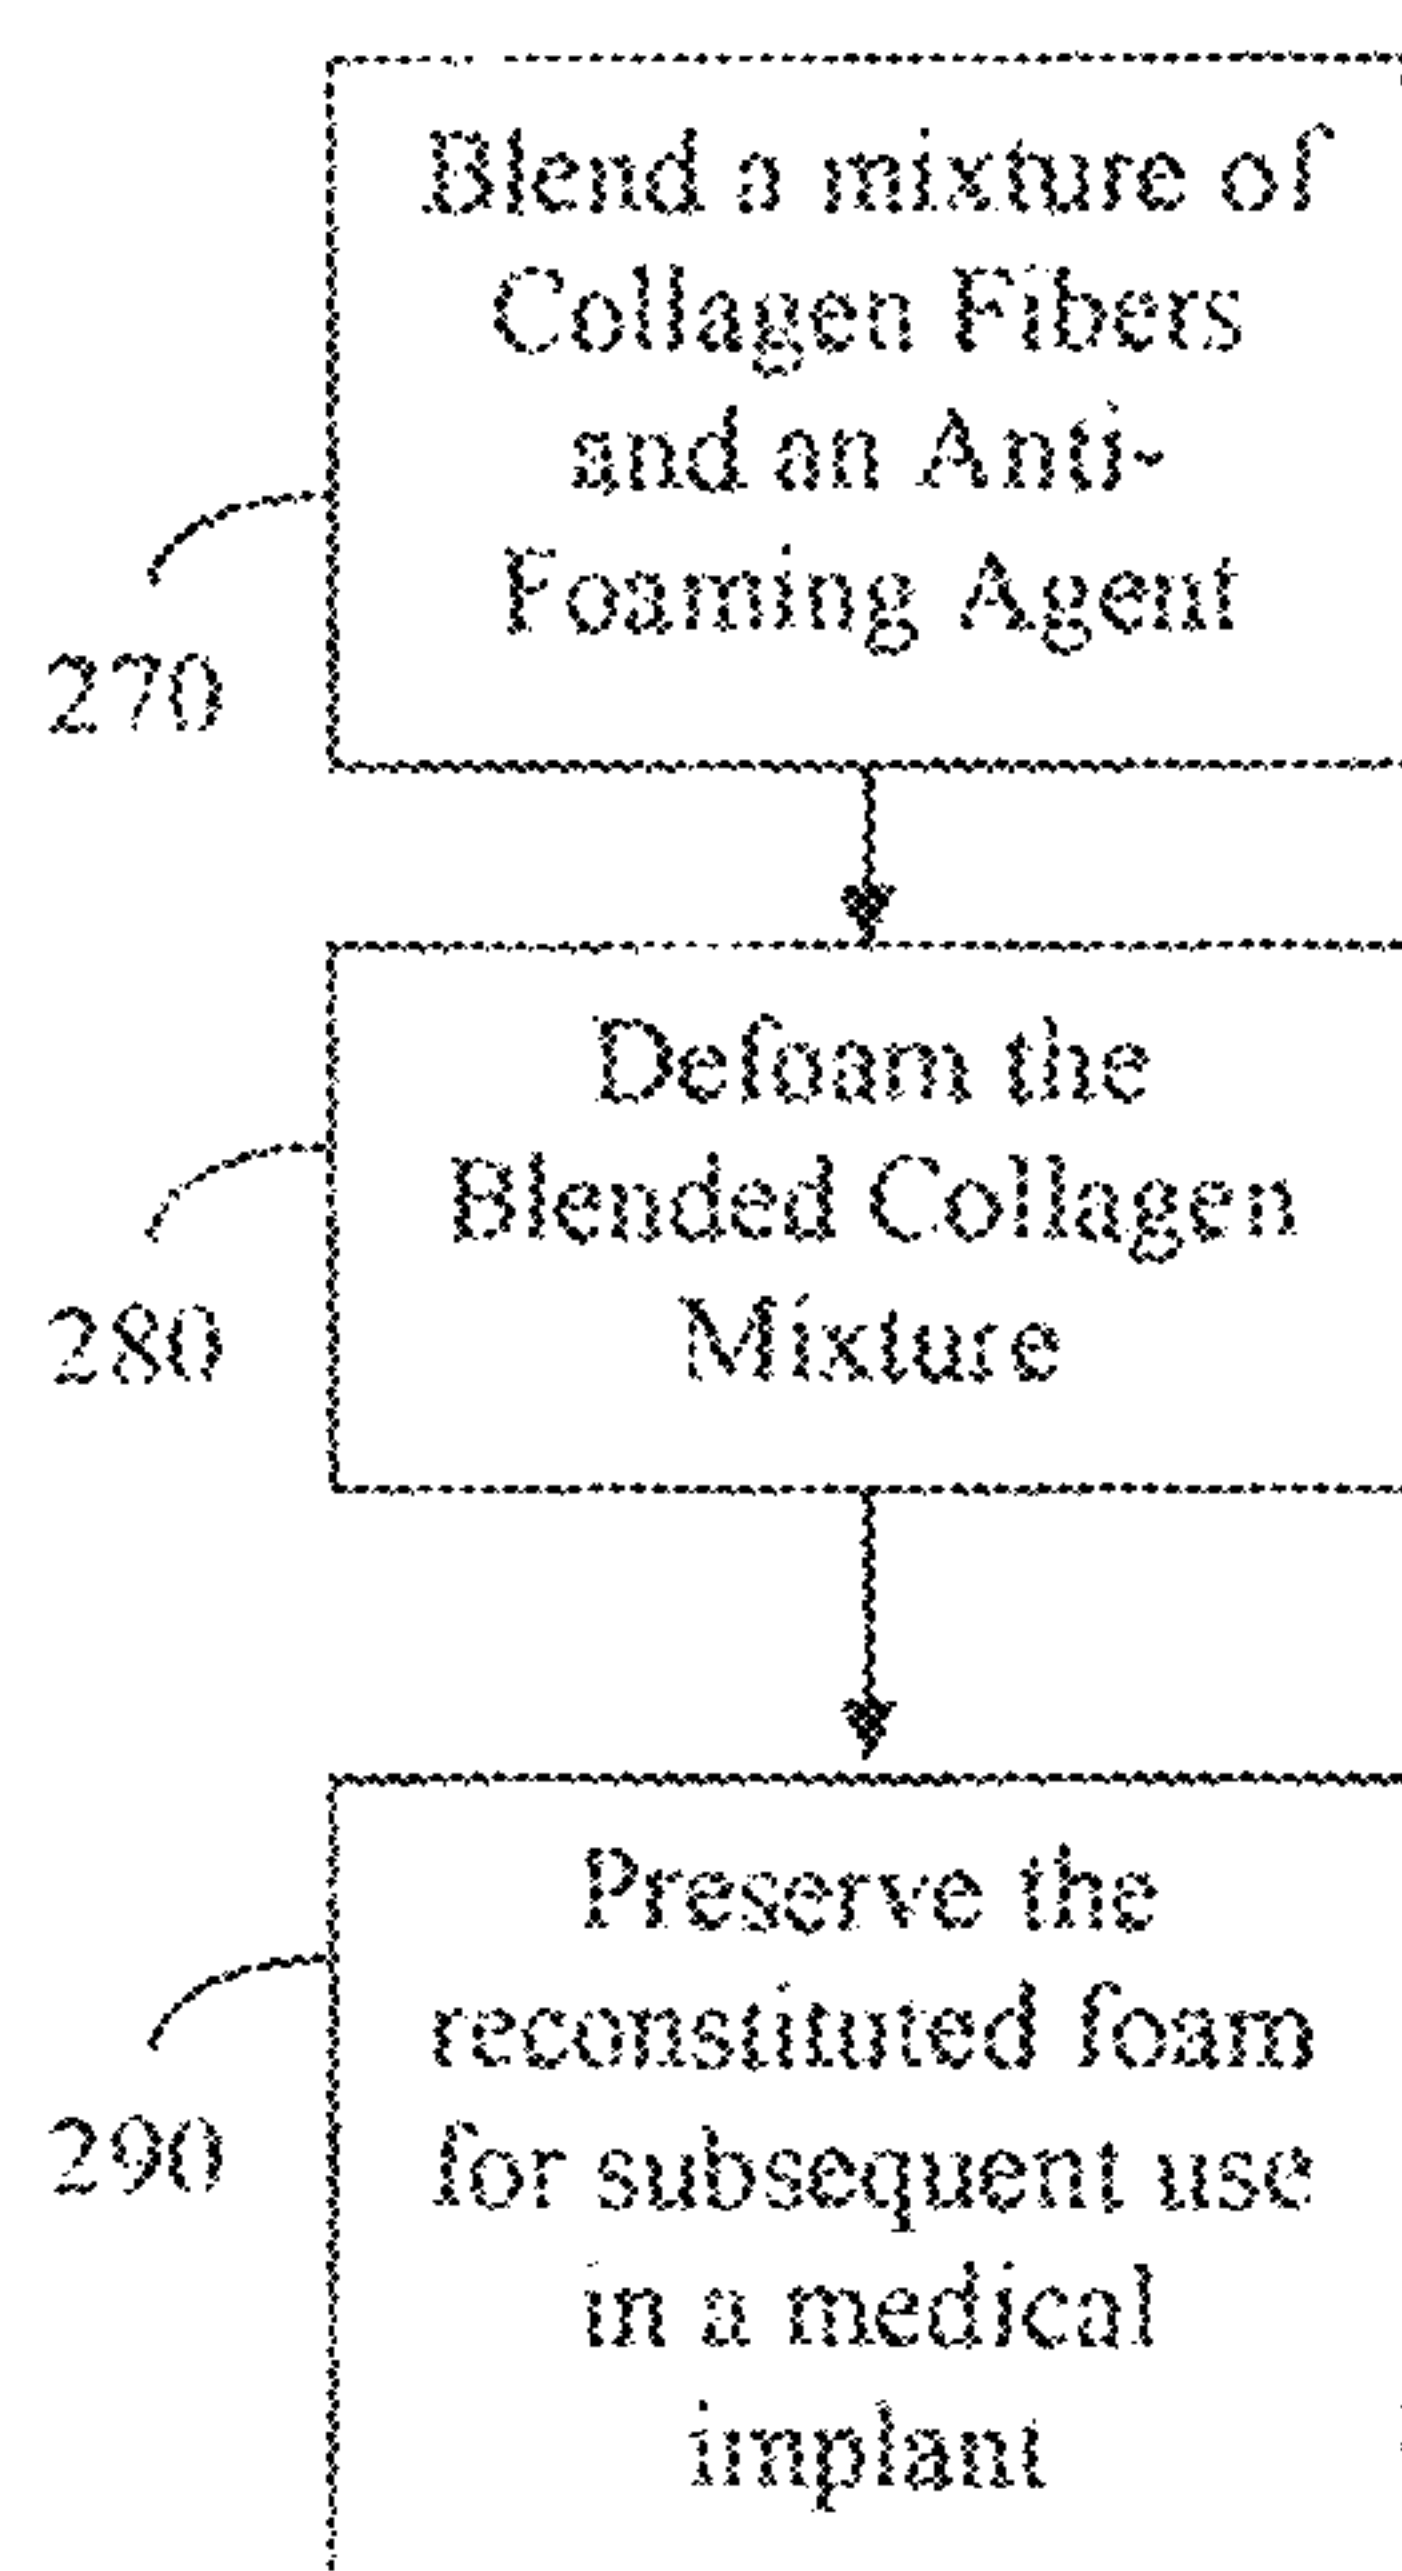 Blend a mixture of
Collagen Fibers
and an Anti-
Foaming Agent
270
Defoam the
Blended Collagen
Mixture
280
Preserve the
reconstituted foam
for subsequent use
in a medical
implant
290